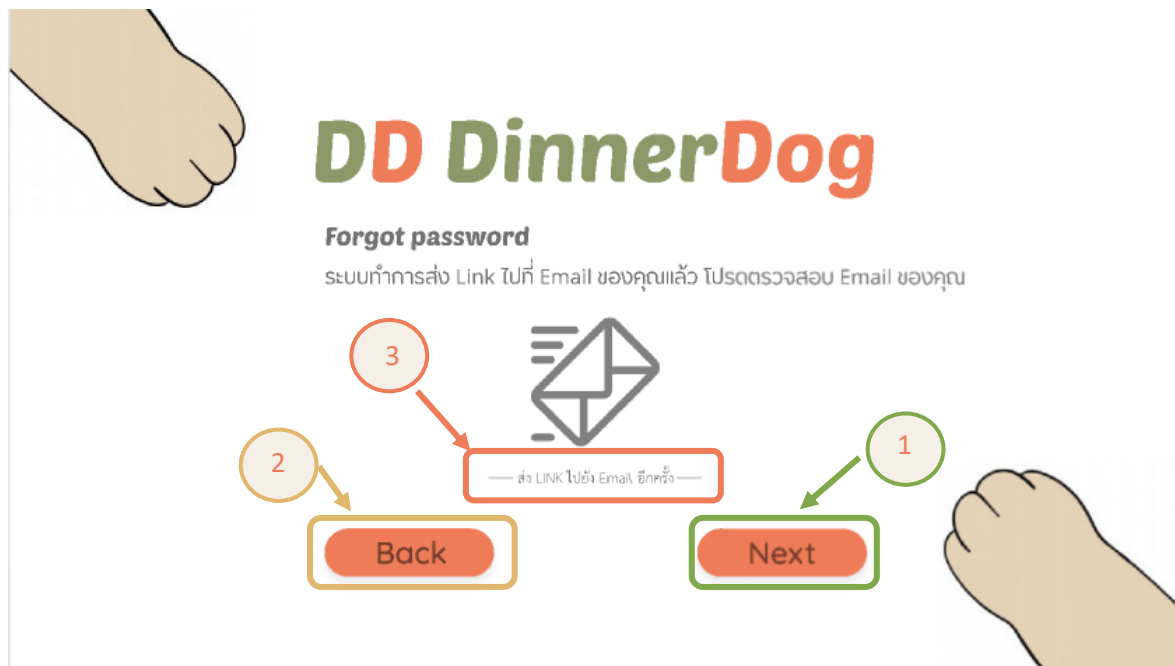 DD DinnerDog
Forgot password
ระบบทำการส่ง Link ไปที่ Email ของคุณแล้ว โปรดตรวจสอบ Email ของคุณ
3
1
2
ส่ง LINK ไปยัง Email อีกครั้ง
Back
Next